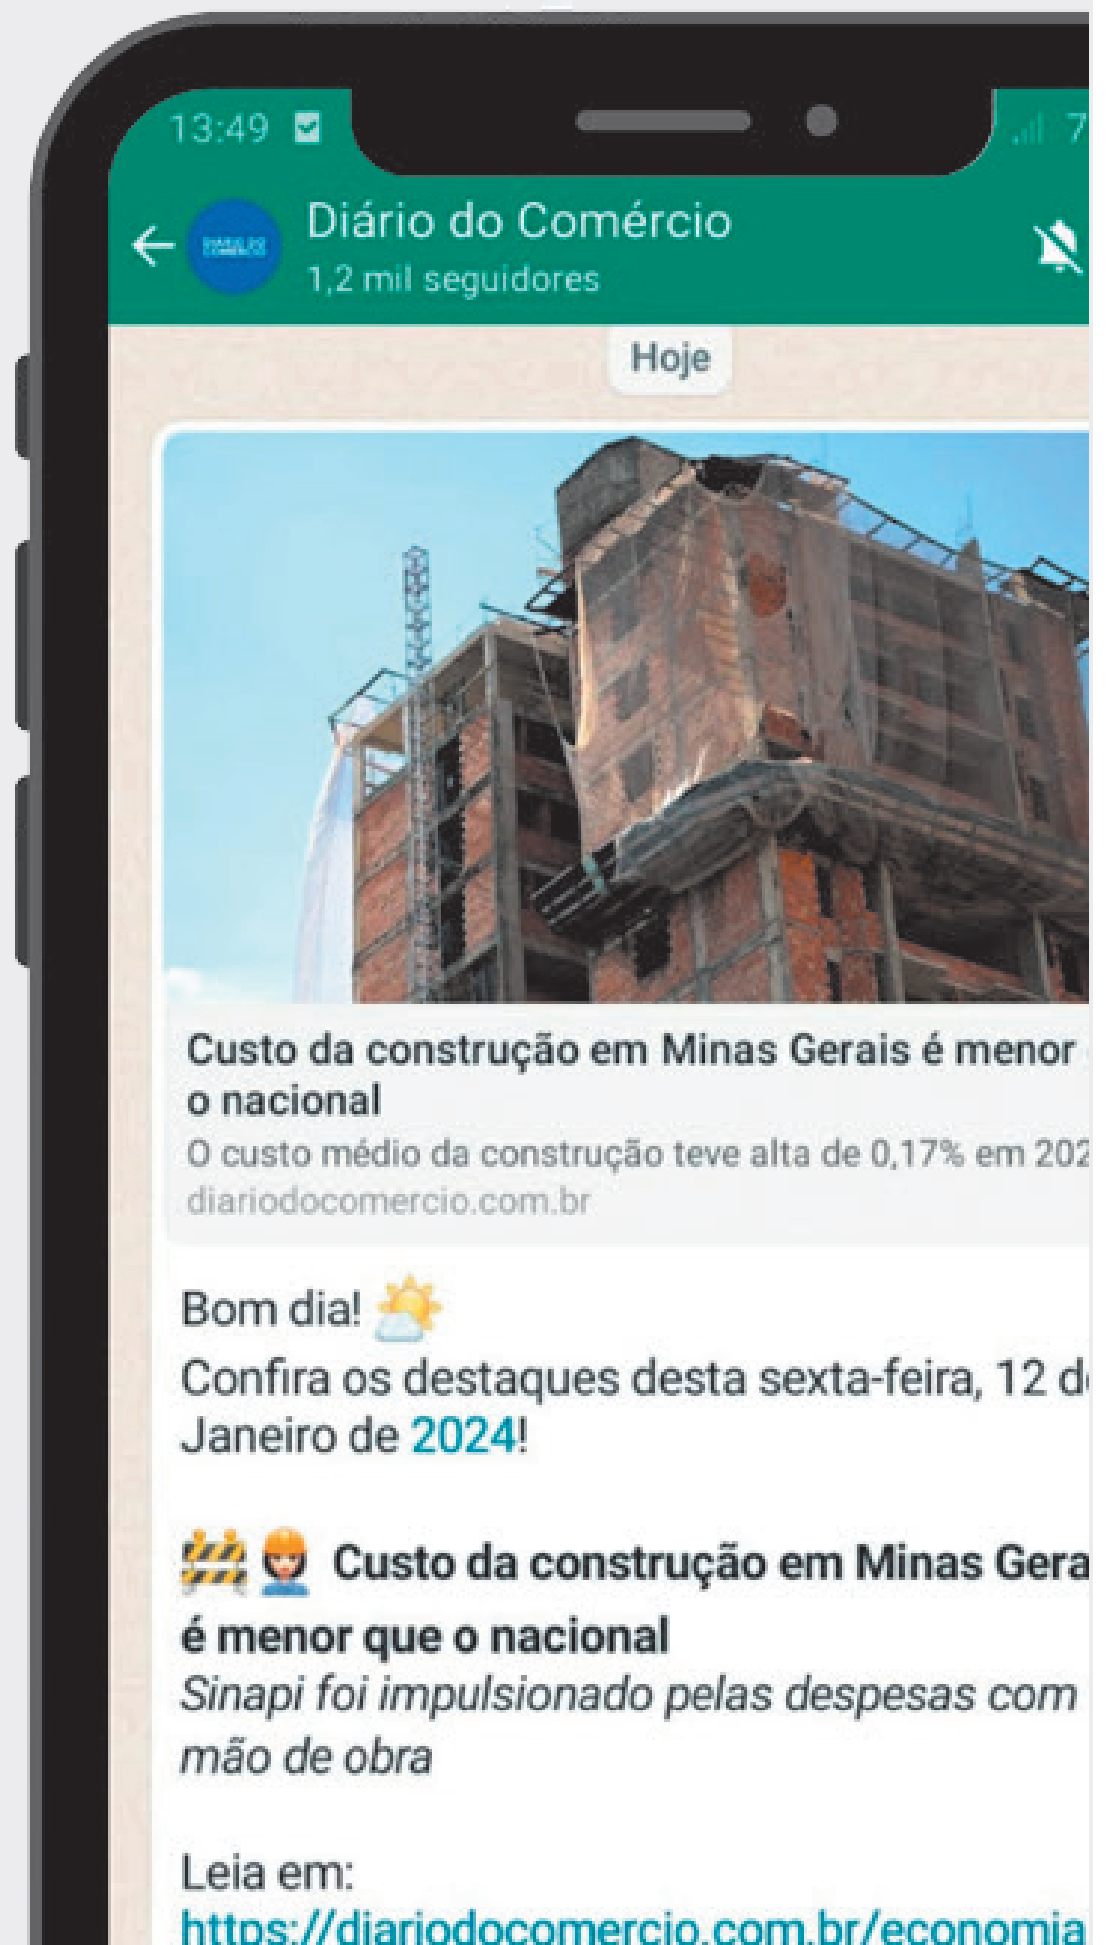 13:49
7
Diário do Comércio
1,2 mil seguidores
Hoje
Custo da construção em Minas Gerais é menor
o nacional
O custo médio da construção teve alta de 0,17% em 202
diariodocomercio.com.br
Bom dia!
Confira os destaques desta sexta-feira, 12 d
Janeiro de 2024!
Custo da construção em Minas Gera
é menor que o nacional
Sinapi foi impulsionado pelas despesas com
mão de obra
Leia em:
https://diariodocomercio.com.br/economia